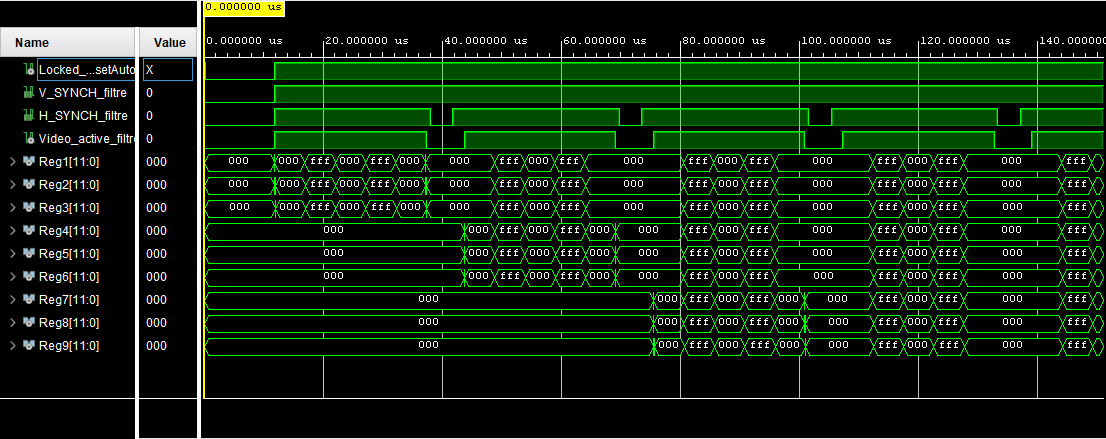 0.000000 us
Name Value 0.000000 us 20.000000 us 40.000000 us 60.000000 us 80.000000 us 100.000000 us 120.000000 us 140.00000
Locked_...setAuto X
V_SYNCH_filtre 0
H_SYNCH_filtre 0
Video_active_filtre 0
Reg1[11:0] 000 000 000 fff 000 fff 000 000 fff 000 fff 000 fff 000 fff 000 fff 000 fff 000 fff
Reg2[11:0] 000 000 000 fff 000 fff 000 000 fff 000 fff 000 fff 000 fff 000 fff 000 fff 000 fff
Reg3[11:0] 000 000 000 fff 000 fff 000 000 fff 000 fff 000 fff 000 fff 000 fff 000 fff 000 fff
Reg4[11:0] 000 000 000 fff 000 fff 000 000 fff 000 fff 000 fff 000 fff 000 fff
Reg5[11:0] 000 000 000 fff 000 fff 000 000 fff 000 fff 000 fff 000 fff 000 fff
Reg6[11:0] 000 000 000 fff 000 fff 000 000 fff 000 fff 000 fff 000 fff 000 fff
Reg7[11:0] 000 000 000 fff 000 fff 000 000 fff 000 fff 000 fff
Reg8[11:0] 000 000 000 fff 000 fff 000 000 fff 000 fff 000 fff
Reg9[11:0] 000 000 000 fff 000 fff 000 000 fff 000 fff 000 fff